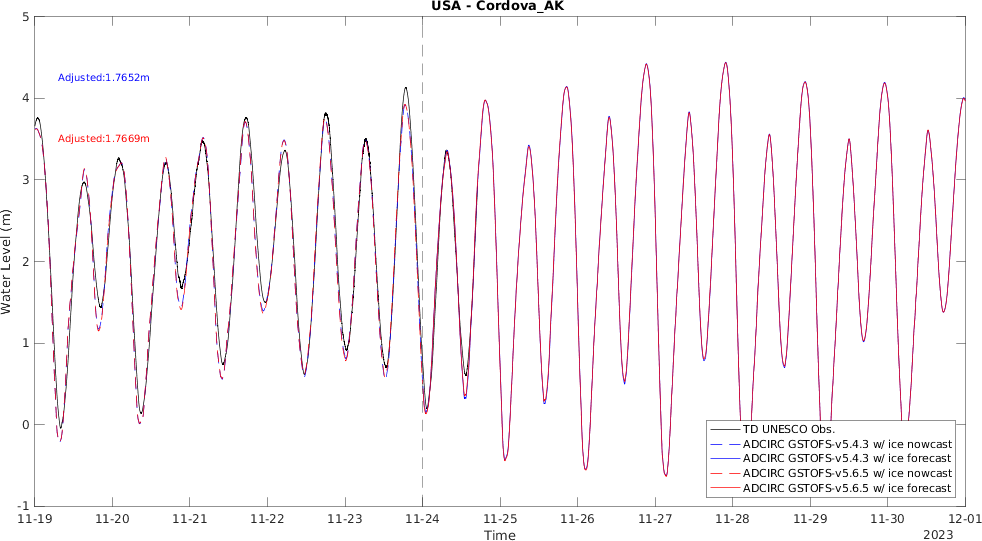 USA - Cordova_AK
5
4
3
2
1
0
-1
Water Level (m)
Adjusted:1.7652m
Adjusted:1.7669m
TD UNESCO Obs.
ADCIRC GSTOFS-v5.4.3 w/ ice nowcast
ADCIRC GSTOFS-v5.4.3 w/ ice forecast
ADCIRC GSTOFS-v5.6.5 w/ ice nowcast
ADCIRC GSTOFS-v5.6.5 w/ ice forecast
11-19 11-20 11-21 11-22 11-23 11-24 11-25 11-26 11-27 11-28 11-29 11-30 12-01
Time
2023